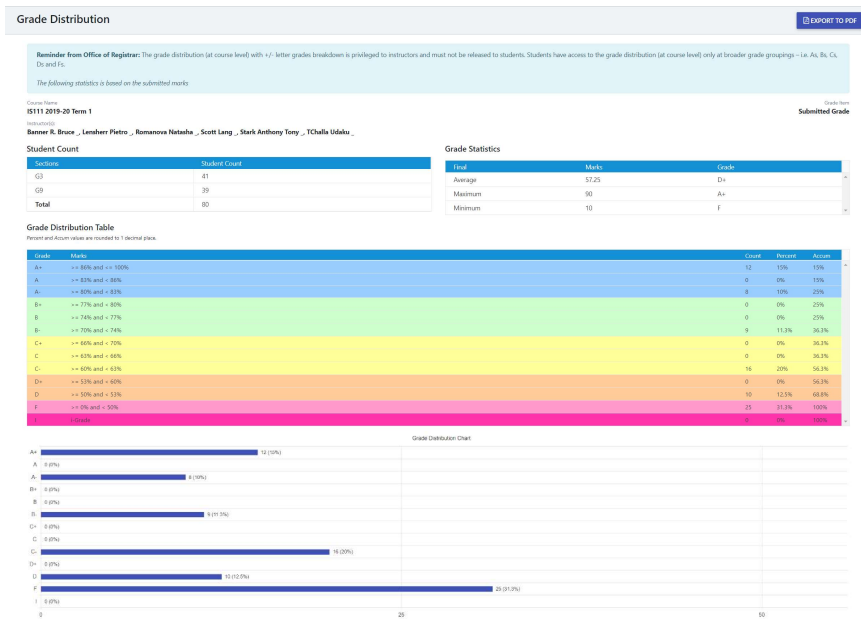 Grade Distribution
EXPORT TO PDF
Reminder from Office of Registrar: The grade distribution (at course level) with +/- letter grades breakdown is privileged to instructors and must not be released to students. Students have access to the grade distribution (at course level) only at broader grade groupings – i.e. As, Bs, Cs,
Ds and Fs.
The following statistics is based on the submitted marks
Course Name
Grade Item
IS111 2019-20 Term 1
Submitted Grade
Instructor(s):
Banner R. Bruce _, Lensherr Pietro _, Romanova Natasha _, Scott Lang _, Stark Anthony Tony _, TChalla Udaku _
Student Count
Sections Student Count
G3 41
G9 39
Total 80
Grade Statistics
Final Marks Grade
Average 57.25 D+
Maximum 90 A+
Minimum 10 F
Grade Distribution Table
Percent and Accum values are rounded to 1 decimal place.
Grade Marks Count Percent Accum
A+ >= 86% and <= 100% 12 15% 15%
A >= 83% and < 86% 0 0% 15%
A- >= 80% and < 83% 8 10% 25%
B+ >= 77% and < 80% 0 0% 25%
B >= 74% and < 77% 0 0% 25%
B- >= 70% and < 74% 9 11.3% 36.3%
C+ >= 66% and < 70% 0 0% 36.3%
C >= 63% and < 66% 0 0% 36.3%
C- >= 60% and < 63% 16 20% 56.3%
D+ >= 53% and < 60% 0 0% 56.3%
D >= 50% and < 53% 10 12.5% 68.8%
F >= 0% and < 50% 25 31.3% 100%
I I-Grade 0 0% 100%
Grade Distribution Chart
A+ 12 (15%)
A 0 (0%)
A- 8 (10%)
B+ 0 (0%)
B 0 (0%)
B- 9 (11.3%)
C+ 0 (0%)
C 0 (0%)
C- 16 (20%)
D+ 0 (0%)
D 10 (12.5%)
F 25 (31.3%)
I 0 (0%)
0 25 50